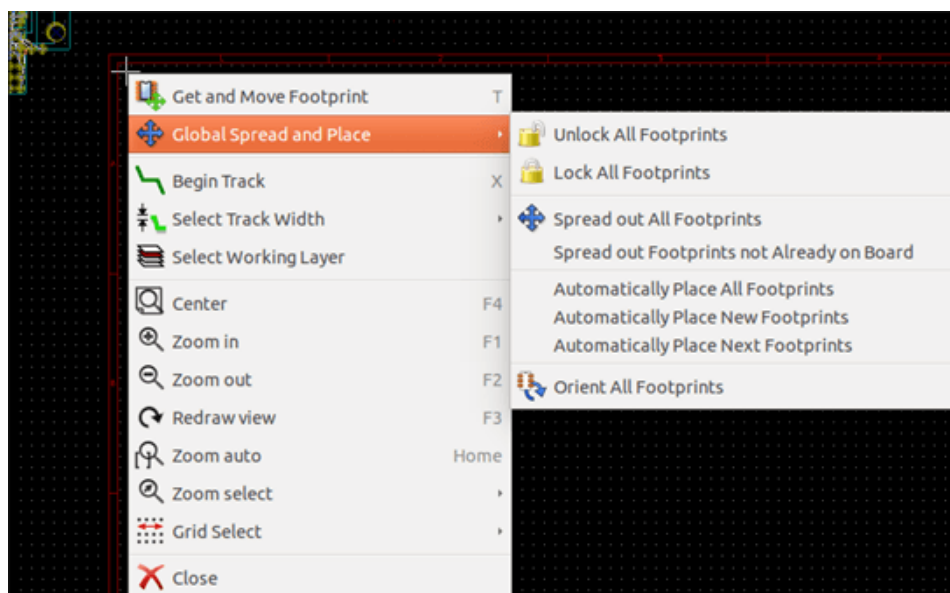 Get and Move Footprint T
Global Spread and Place
Begin Track X
Select Track Width
Select Working Layer
Center F4
Zoom in F1
Zoom out F2
Redraw view F3
Zoom auto Home
Zoom select
Grid Select
Close
Unlock All Footprints
Lock All Footprints
Spread out All Footprints
Spread out Footprints not Already on Board
Automatically Place All Footprints
Automatically Place New Footprints
Automatically Place Next Footprints
Orient All Footprints